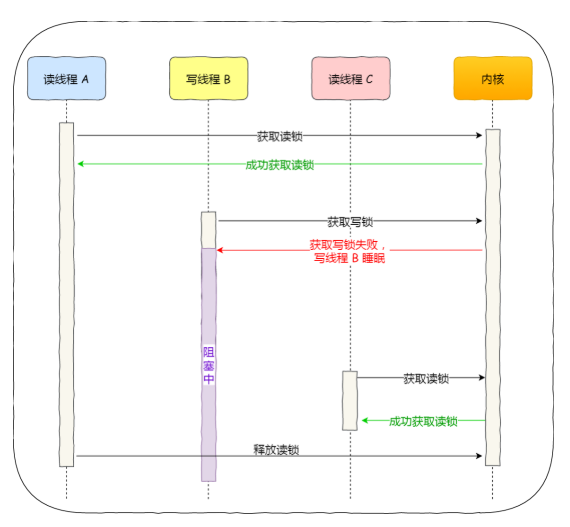 读线程 A
写线程 B
读线程 C
内核
获取读锁
成功获取读锁
获取写锁
获取写锁失败，
写线程 B 睡眠
阻
塞
中
获取读锁
成功获取读锁
释放读锁